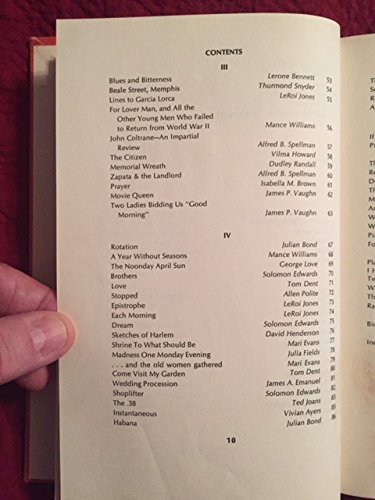 CONTENTS
III
Blues and Bitterness Lerone Bennett 53
Beale Street, Memphis Thurmond Snyder 54
Lines to Garcia Lorca LeRoi Jones 55
For Lover Man, and All the
Other Young Men Who Failed
to Return from World War II Mance Williams 56
John Coltrane—An Impartial
Review Alfred B. Spellman 57
The Citizen Vilma Howard 58
Memorial Wreath Dudley Randall 59
Zapata & the Landlord Alfred B. Spellman 60
Prayer Isabella M. Brown 61
Movie Queen James P. Vaughn 62
Two Ladies Bidding Us "Good
Morning" James P. Vaughn 63
IV
Rotation Julian Bond 67
A Year Without Seasons Mance Williams 68
The Noonday April Sun George Love 69
Brothers Solomon Edwards 70
Love Tom Dent 71
Stopped Allen Polite 72
Epistrophe LeRoi Jones 73
Each Morning LeRoi Jones 74
Dream Solomon Edwards 75
Sketches of Harlem David Henderson 76
Shrine To What Should Be Mari Evans 77
Madness One Monday Evening Julia Fields 78
. . . and the old women gathered Mari Evans 79
Come Visit My Garden Tom Dent 80
Wedding Procession James A. Emanuel 81
Shoplifter Solomon Edwards 82
The .38 Ted Joans 83
Instantaneous Vivian Ayers 85
Habana Julian Bond 86
10